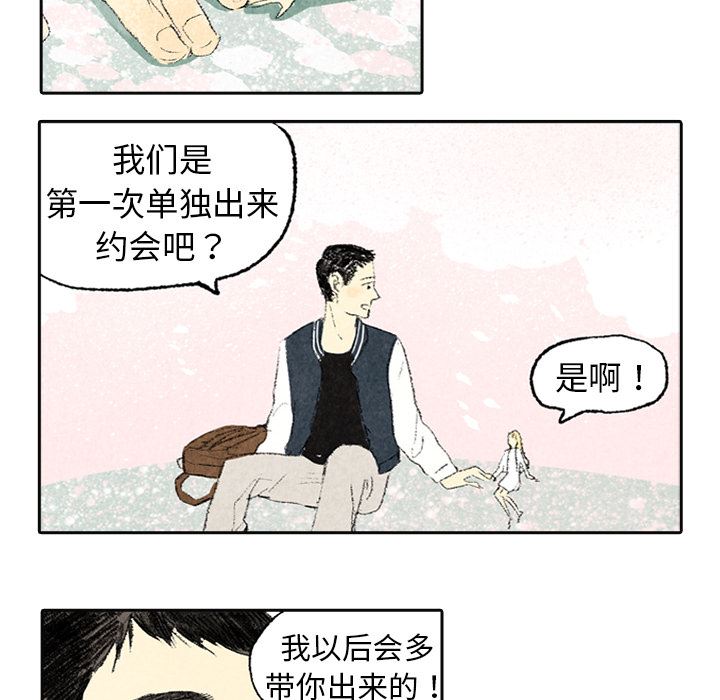 我们是
第一次单独出来
约会吧？
是啊！
我以后会多
带你出来的！